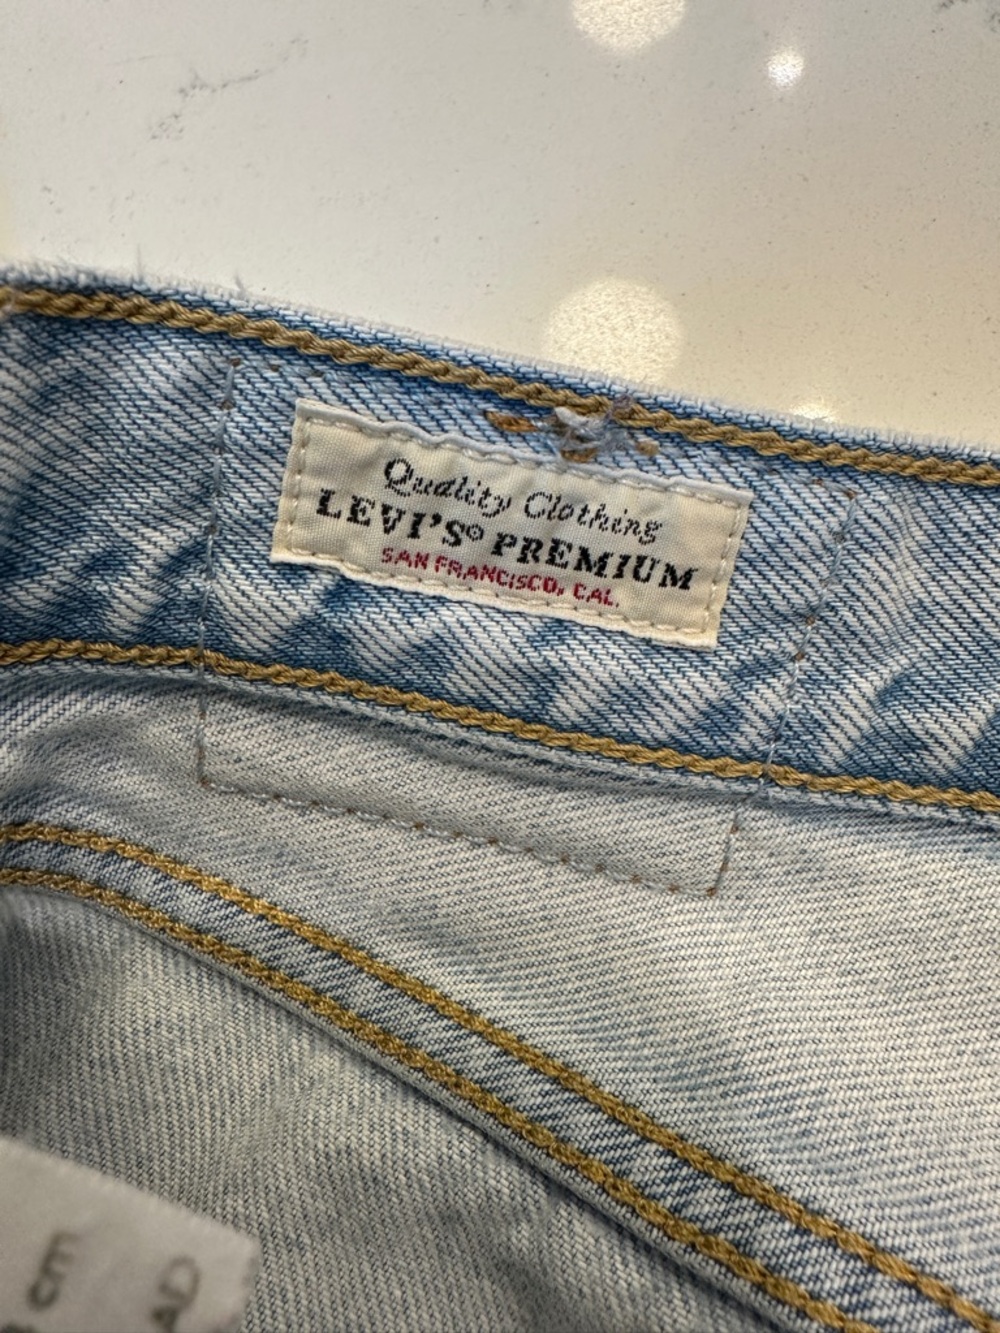 Quality Clothing
LEVI'S® PREMIUM
SAN FRANCISCO, CAL.